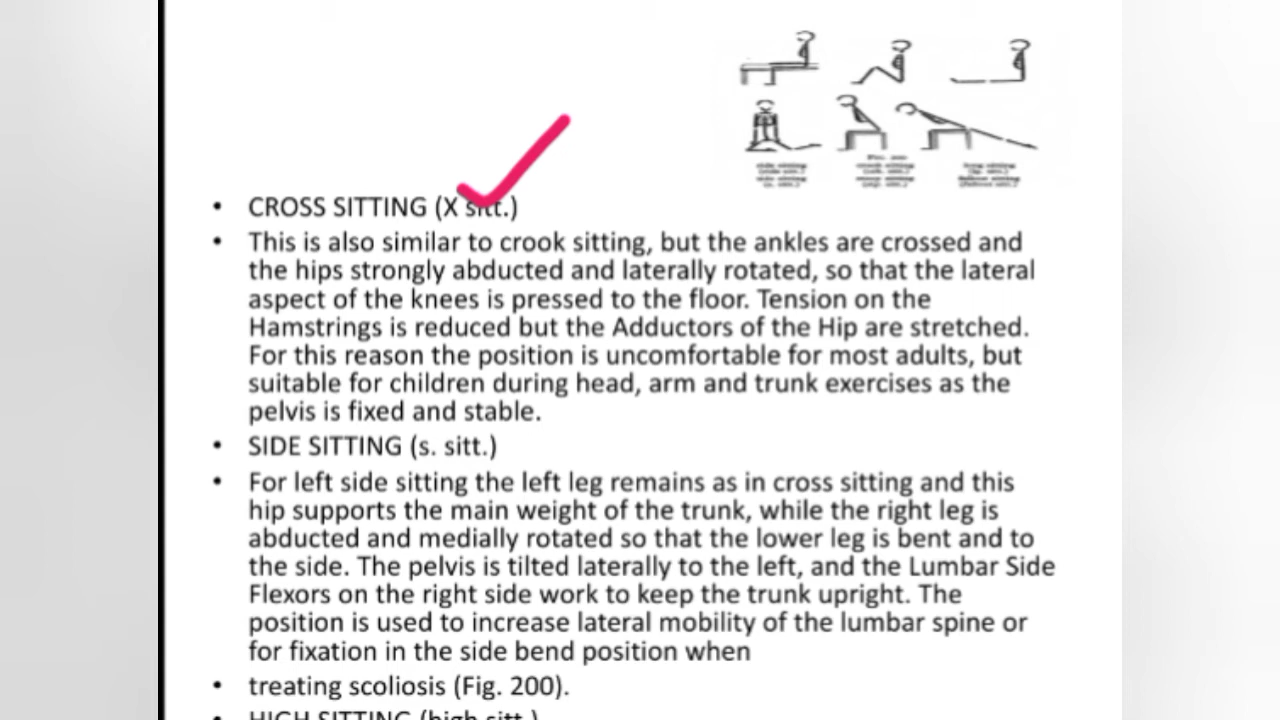 • CROSS SITTING (X sitt.)
• This is also similar to crook sitting, but the ankles are crossed and
the hips strongly abducted and laterally rotated, so that the lateral
aspect of the knees is pressed to the floor. Tension on the
Hamstrings is reduced but the Adductors of the Hip are stretched.
For this reason the position is uncomfortable for most adults, but
suitable for children during head, arm and trunk exercises as the
pelvis is fixed and stable.
• SIDE SITTING (s. sitt.)
• For left side sitting the left leg remains as in cross sitting and this
hip supports the main weight of the trunk, while the right leg is
abducted and medially rotated so that the lower leg is bent and to
the side. The pelvis is tilted laterally to the left, and the Lumbar Side
Flexors on the right side work to keep the trunk upright. The
position is used to increase lateral mobility of the lumbar spine or
for fixation in the side bend position when
• treating scoliosis (Fig. 200).
• HIGH SITTING (high sitt.)